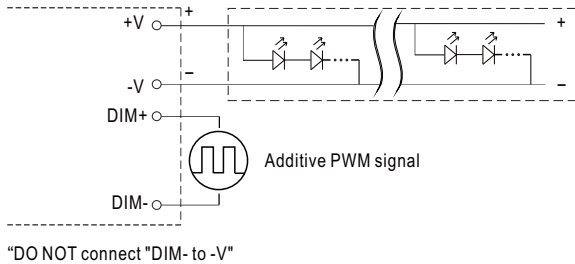 +V
+
+
-V
−
−
DIM+
Additive PWM signal
DIM-
“DO NOT connect "DIM- to -V"